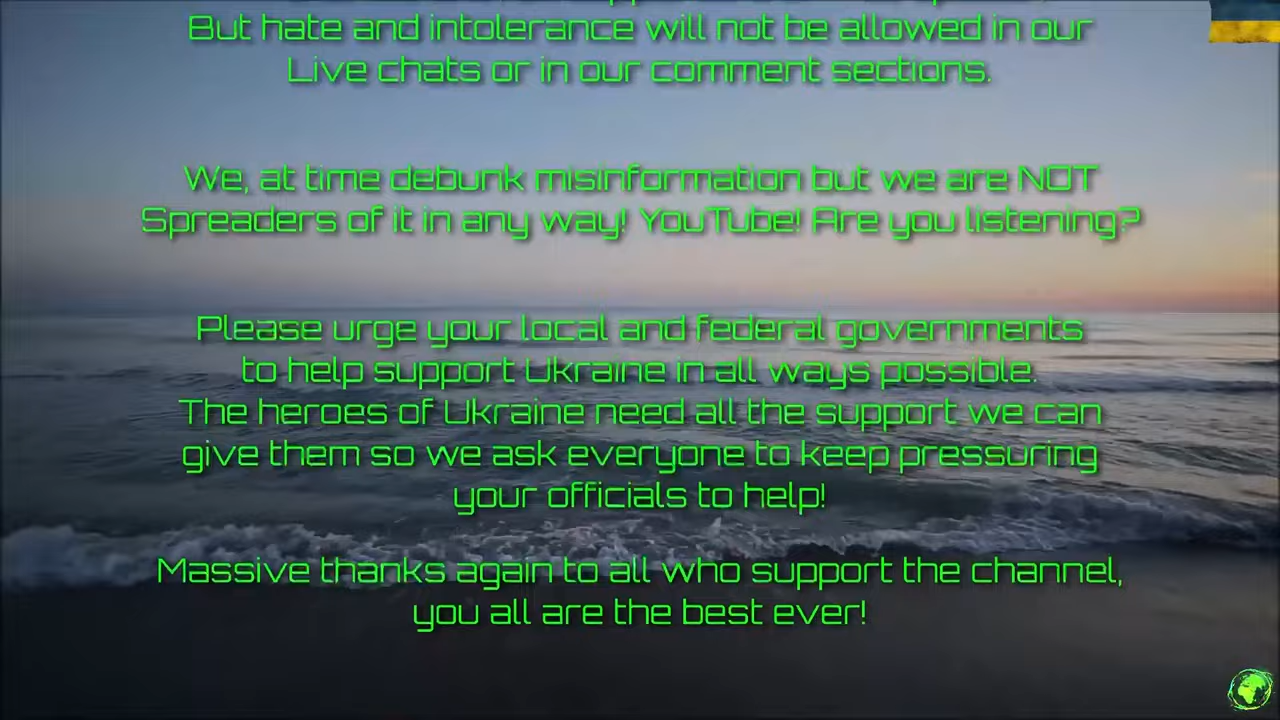 But hate and intolerance will not be allowed in our
Live chats or in our comment sections.
We, at time debunk misinformation but we are NOT
Spreaders of it in any way! YouTube! Are you listening?
Please urge your local and federal governments
to help support Ukraine in all ways possible.
The heroes of Ukraine need all the support we can
give them so we ask everyone to keep pressuring
your officials to help!
Massive thanks again to all who support the channel,
you all are the best ever!